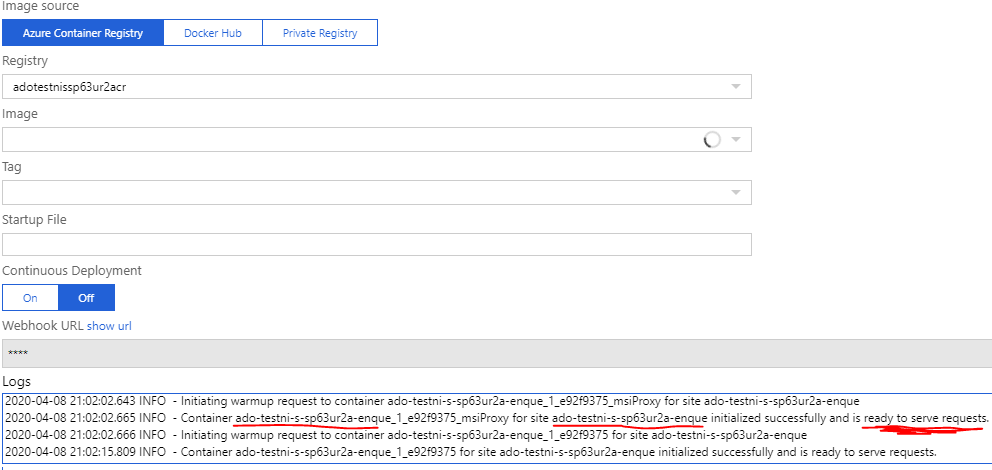 Image source
Azure Container Registry Docker Hub Private Registry
Registry
adotestnissp63ur2acr
Image
Tag
Startup File
Continuous Deployment
On Off
Webhook URL show url
****
Logs
2020-04-08 21:02:02.643 INFO - Initiating warmup request to container ado-testni-s-sp63ur2a-enque_1_e92f9375_msiProxy for site ado-testni-s-sp63ur2a-enque
2020-04-08 21:02:02.665 INFO - Container ado-testni-s-sp63ur2a-enque_1_e92f9375_msiProxy for site ado-testni-s-sp63ur2a-enque initialized successfully and is ready to serve requests.
2020-04-08 21:02:02.666 INFO - Initiating warmup request to container ado-testni-s-sp63ur2a-enque_1_e92f9375 for site ado-testni-s-sp63ur2a-enque
2020-04-08 21:02:15.809 INFO - Container ado-testni-s-sp63ur2a-enque_1_e92f9375 for site ado-testni-s-sp63ur2a-enque initialized successfully and is ready to serve requests.